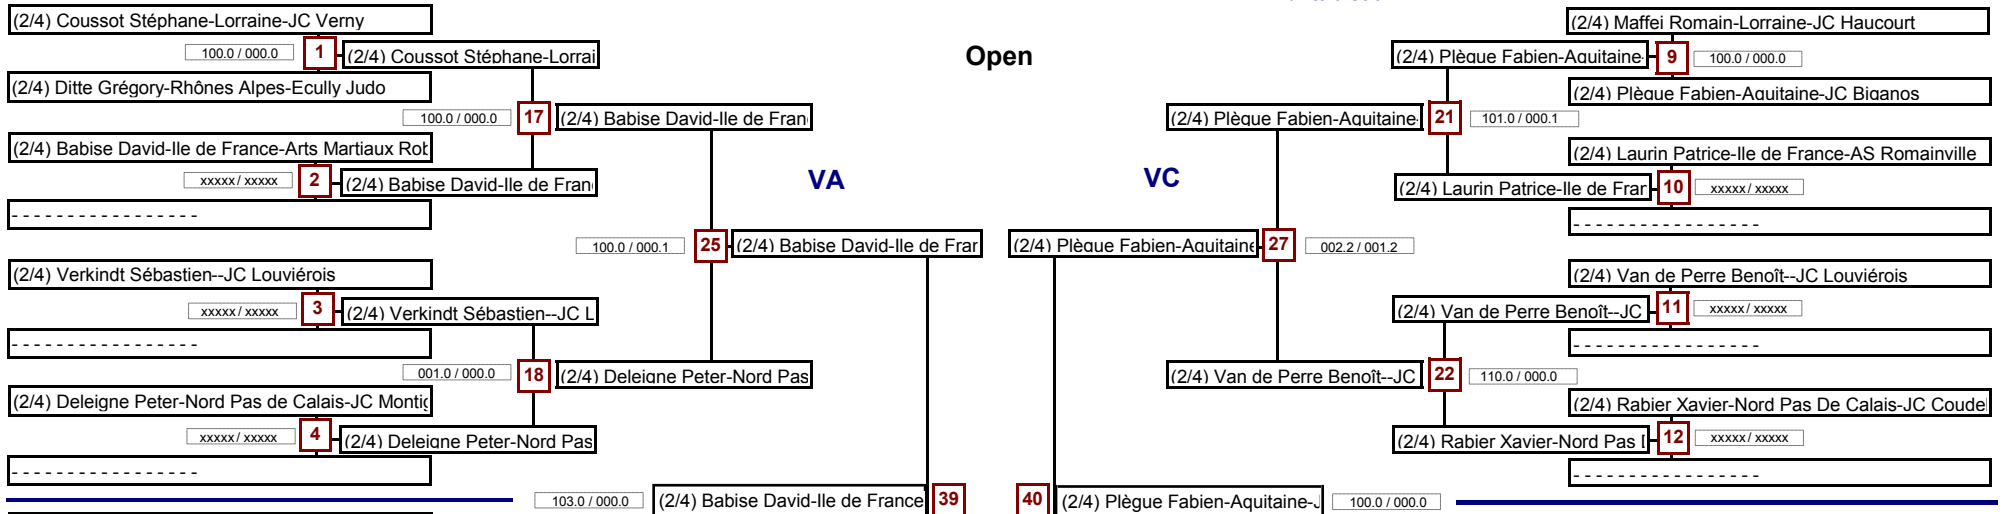 (2/4) Coussot Stéphane-Lorraine-JC Verny
100.0 / 000.0
1
(2/4) Coussot Stéphane-Lorrai
(2/4) Ditte Grégory-Rhônes Alpes-Ecully Judo
100.0 / 000.0
17
(2/4) Babise David-Ile de Fran
(2/4) Babise David-Ile de France-Arts Martiaux Rob
xxxxx / xxxxx
2
(2/4) Babise David-Ile de Fran
- - - - - - - - - - - - - - - - -
VA
100.0 / 000.1
25
(2/4) Babise David-Ile de Fran
(2/4) Verkindt Sébastien--JC Louviérois
xxxxx / xxxxx
3
(2/4) Verkindt Sébastien--JC L
- - - - - - - - - - - - - - - - -
001.0 / 000.0
18
(2/4) Deleigne Peter-Nord Pas
(2/4) Deleigne Peter-Nord Pas de Calais-JC Montig
xxxxx / xxxxx
4
(2/4) Deleigne Peter-Nord Pas
- - - - - - - - - - - - - - - - -
103.0 / 000.0
(2/4) Babise David-Ile de France
39
Open
(2/4) Maffei Romain-Lorraine-JC Haucourt
(2/4) Plègue Fabien-Aquitaine-
9
100.0 / 000.0
(2/4) Plègue Fabien-Aquitaine-JC Biganos
(2/4) Plègue Fabien-Aquitaine-
21
101.0 / 000.1
(2/4) Laurin Patrice-Ile de France-AS Romainville
(2/4) Laurin Patrice-Ile de Fran
10
xxxxx / xxxxx
- - - - - - - - - - - - - - - - -
VC
(2/4) Plègue Fabien-Aquitaine
27
002.2 / 001.2
(2/4) Van de Perre Benoît--JC Louviérois
(2/4) Van de Perre Benoît--JC
11
xxxxx / xxxxx
- - - - - - - - - - - - - - - - -
(2/4) Van de Perre Benoît--JC
22
110.0 / 000.0
(2/4) Rabier Xavier-Nord Pas De Calais-JC Coudel
(2/4) Rabier Xavier-Nord Pas D
12
xxxxx / xxxxx
- - - - - - - - - - - - - - - - -
40
(2/4) Plègue Fabien-Aquitaine-J
100.0 / 000.0